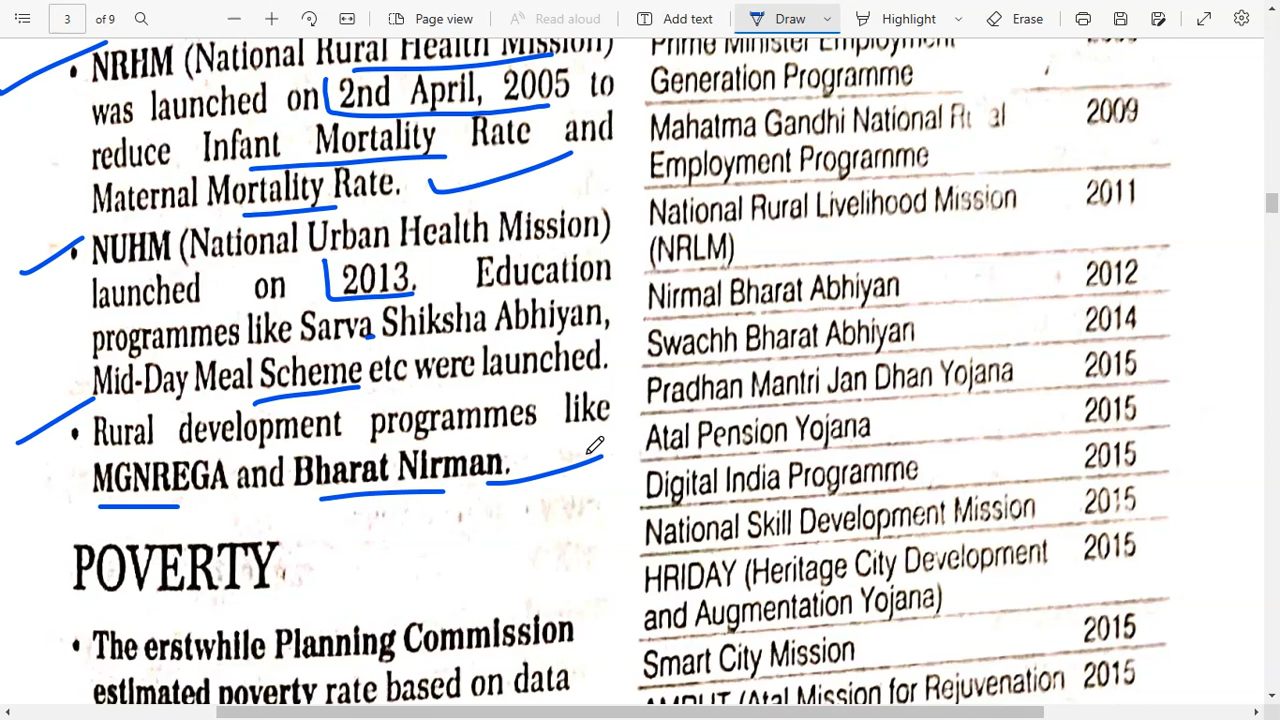 3 of 9
Page view
Read aloud
Add text
Draw
Highlight
Erase
• NRHM (National Rural Health Mission)
was launched on 2nd April, 2005 to
reduce Infant Mortality Rate and
Maternal Mortality Rate.
• NUHM (National Urban Health Mission)
launched on 2013. Education
programmes like Sarva Shiksha Abhiyan,
Mid-Day Meal Scheme etc were launched.
• Rural development programmes like
MGNREGA and Bharat Nirman.
POVERTY
• The erstwhile Planning Commission
estimated poverty rate based on data
Prime Minister Employment
Generation Programme
Mahatma Gandhi National Rural 2009
Employment Programme
National Rural Livelihood Mission 2011
(NRLM)
Nirmal Bharat Abhiyan 2012
Swachh Bharat Abhiyan 2014
Pradhan Mantri Jan Dhan Yojana 2015
Atal Pension Yojana 2015
Digital India Programme 2015
National Skill Development Mission 2015
HRIDAY (Heritage City Development 2015
and Augmentation Yojana)
Smart City Mission 2015
AMRUT (Atal Mission for Rejuvenation 2015